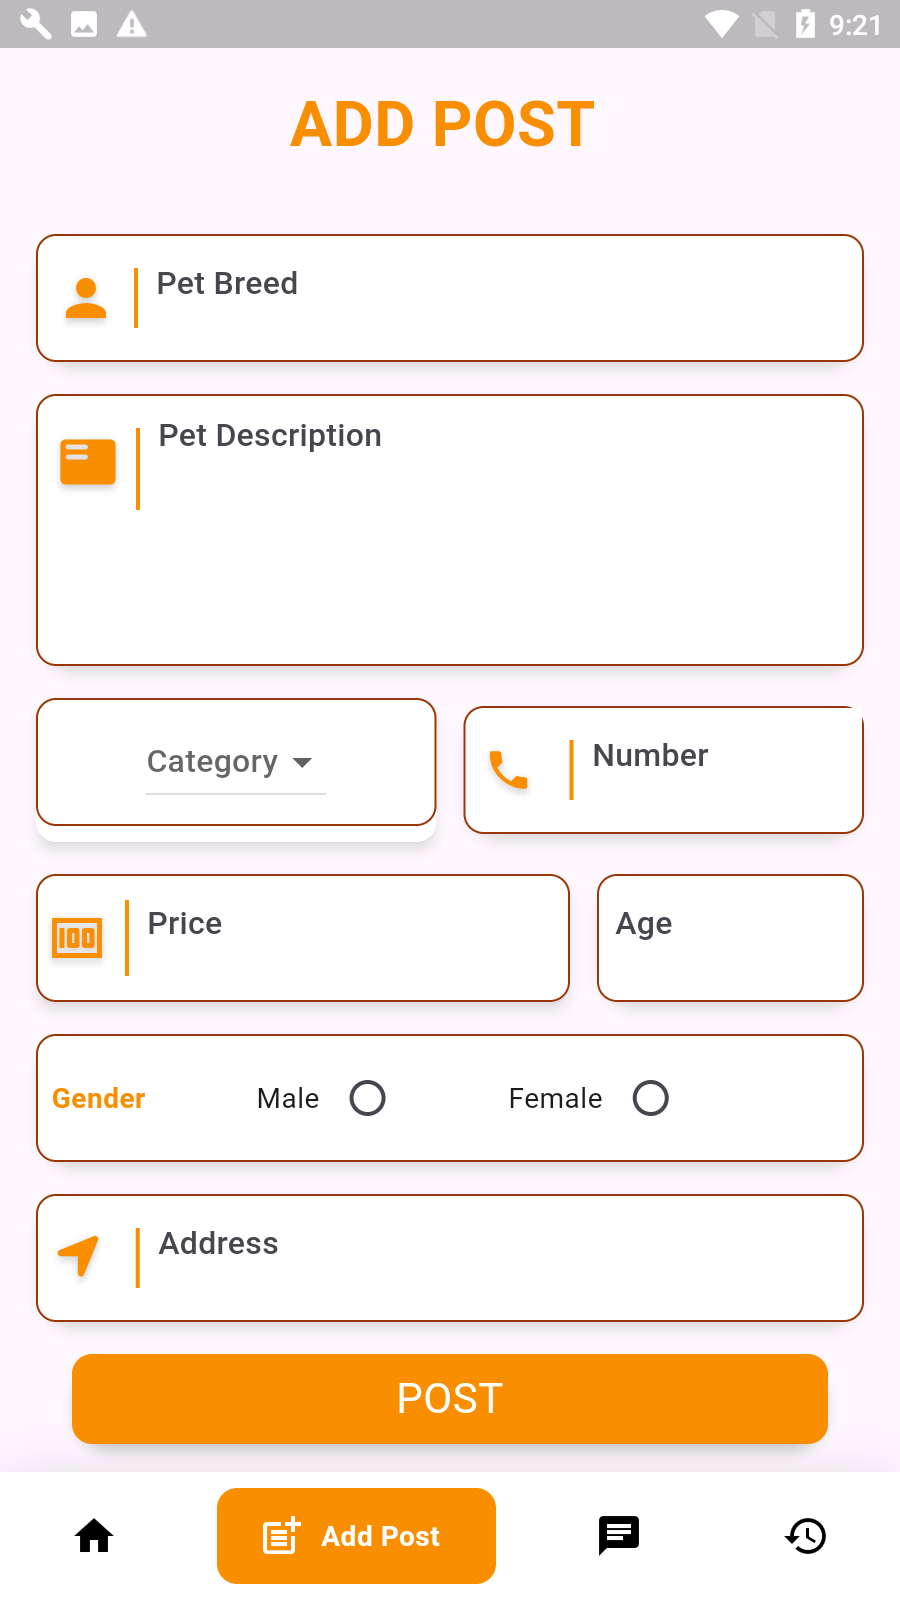 9:21
ADD POST
Pet Breed
Pet Description
Category
Number
100
Price
Age
Gender Male Female
Address
POST
Add Post